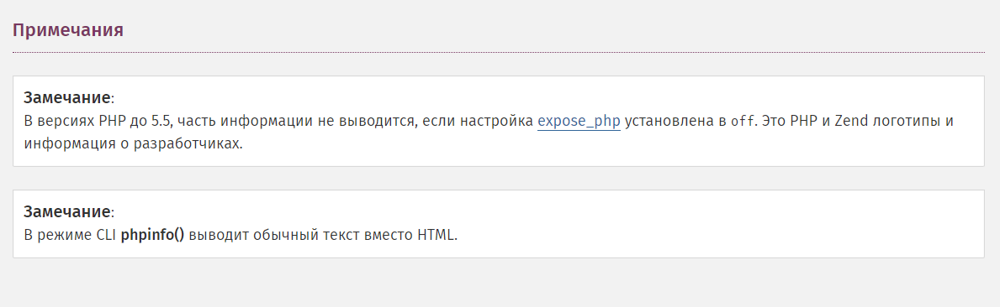 Примечания
Замечание:
В версиях PHP до 5.5, часть информации не выводится, если настройка expose_php установлена в off. Это PHP и Zend логотипы и
информация о разработчиках.
Замечание:
В режиме CLI phpinfo() выводит обычный текст вместо HTML.